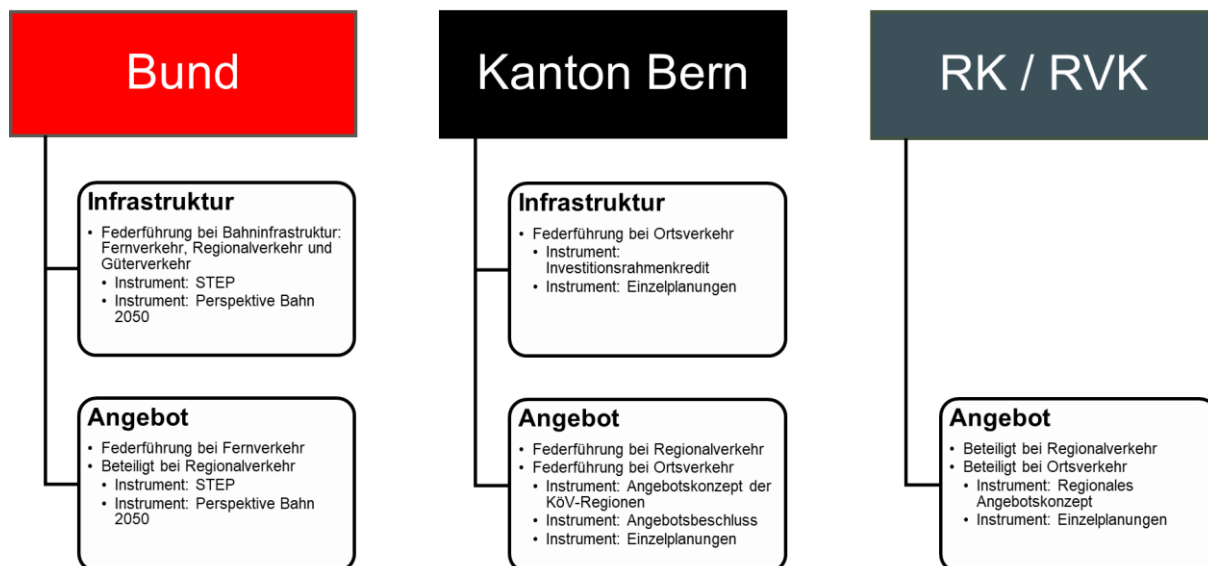 Bund
Infrastruktur
• Federführung bei Bahninfrastruktur:
Fernverkehr, Regionalverkehr und
Güterverkehr
• Instrument: STEP
• Instrument: Perspektive Bahn
2050
Angebot
• Federführung bei Fernverkehr
• Beteiligt bei Regionalverkehr
• Instrument: STEP
• Instrument: Perspektive Bahn
2050
Kanton Bern
Infrastruktur
• Federführung bei Ortsverkehr
• Instrument:
Investitionsrahmenkredit
• Instrument: Einzelplanungen
Angebot
• Federführung bei Regionalverkehr
• Federführung bei Ortsverkehr
• Instrument: Angebotskonzept der
KöV-Regionen
• Instrument: Angebotsbeschluss
• Instrument: Einzelplanungen
RK / RVK
Angebot
• Beteiligt bei Regionalverkehr
• Beteiligt bei Ortsverkehr
• Instrument: Regionales
Angebotskonzept
• Instrument: Einzelplanungen